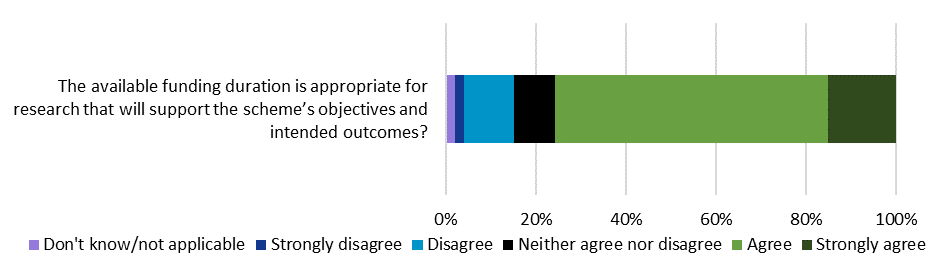 The available funding duration is appropriate for
research that will support the scheme’s objectives and
intended outcomes?
0% 20% 40% 60% 80% 100%
Don't know/not applicable Strongly disagree Disagree Neither agree nor disagree Agree Strongly agree